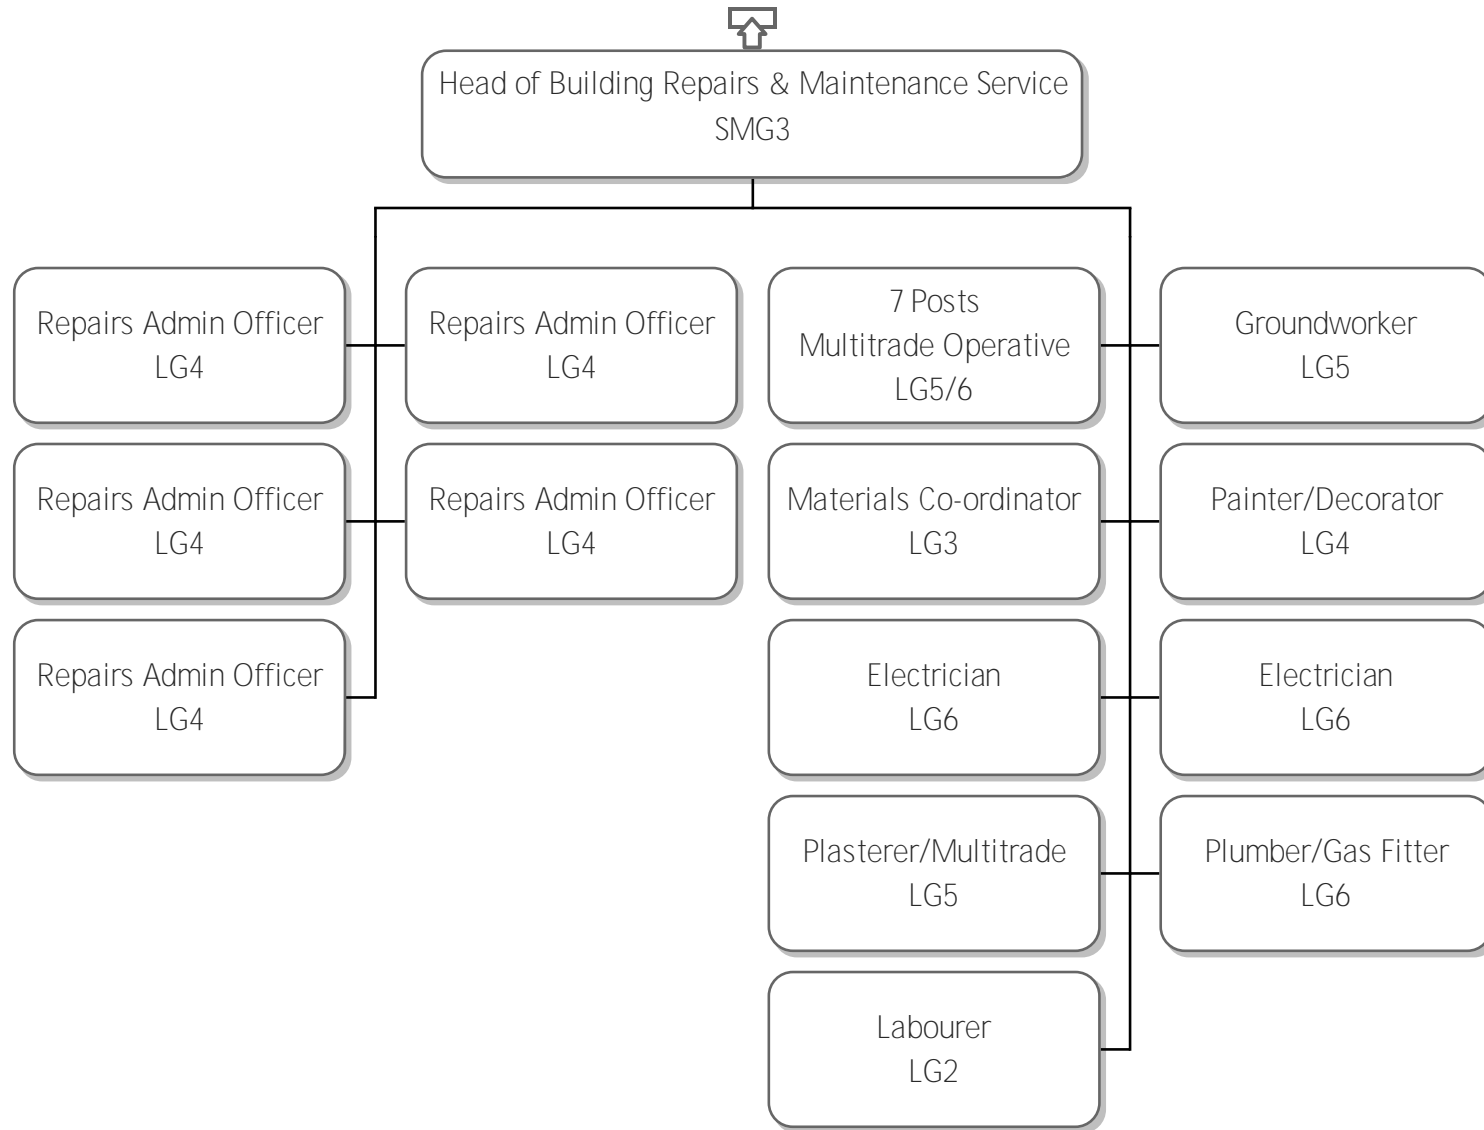 Head of Building Repairs & Maintenance Service
SMG3
Repairs Admin Officer
LG4
Repairs Admin Officer
LG4
7 Posts
Multitrade Operative
LG5/6
Groundworker
LG5
Repairs Admin Officer
LG4
Repairs Admin Officer
LG4
Materials Co-ordinator
LG3
Painter/Decorator
LG4
Repairs Admin Officer
LG4
Electrician
LG6
Electrician
LG6
Plasterer/Multitrade
LG5
Plumber/Gas Fitter
LG6
Labourer
LG2